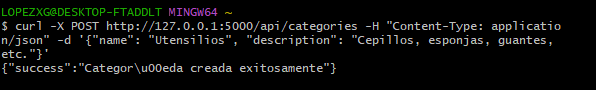 LOPEZXG@DESKTOP-FTADDLT MINGW64 ~
$ curl -X POST http://127.0.0.1:5000/api/categories -H "Content-Type: applicatio
n/json" -d '{"name": "Utensilios", "description": "Cepillos, esponjas, guantes,
etc."}'
{"success":"Categor\u00eda creada exitosamente"}